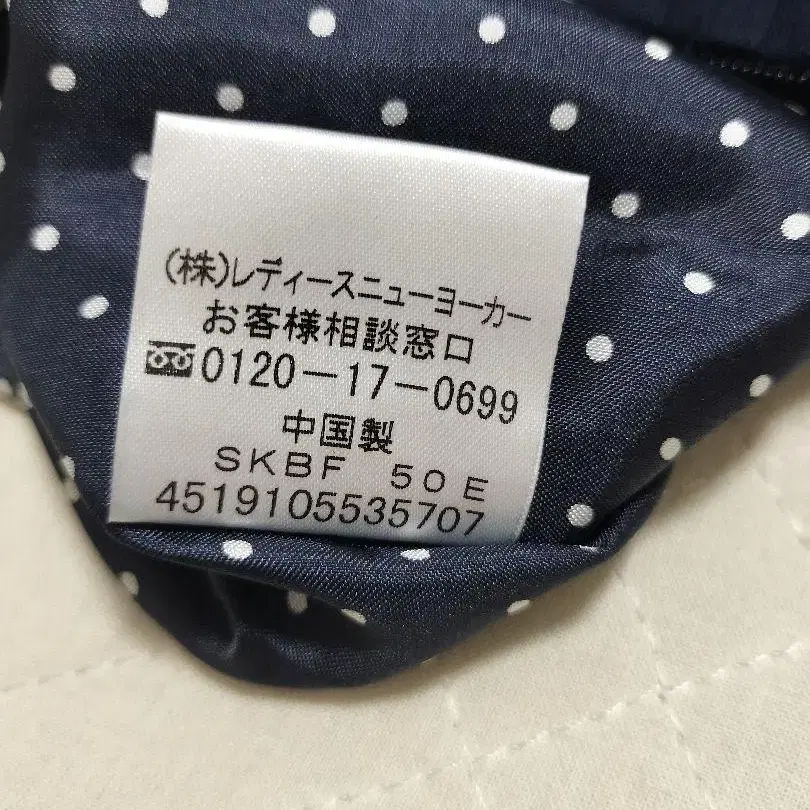 (株)レディースニューヨーカー
お客様相談窓口
0120-17-0699
中国製
SKBF 50E
4519105535707